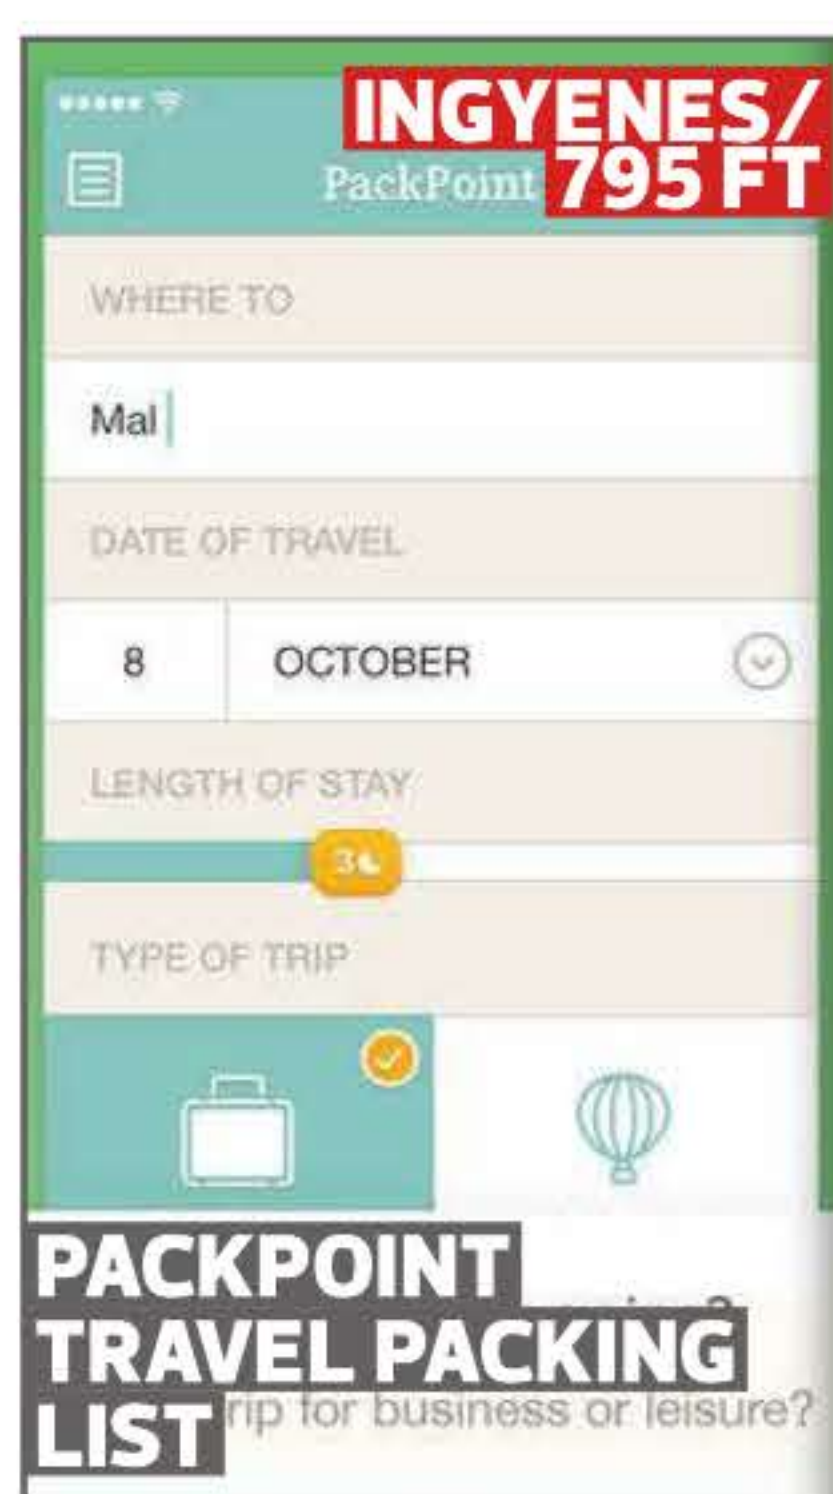 INGYENES/
795 FT
PackPoint
WHERE TO
Mal
DATE OF TRAVEL
8 OCTOBER
LENGTH OF STAY
3
TYPE OF TRIP
PACKPOINT
TRAVEL PACKING
LIST
rip for business or leisure?